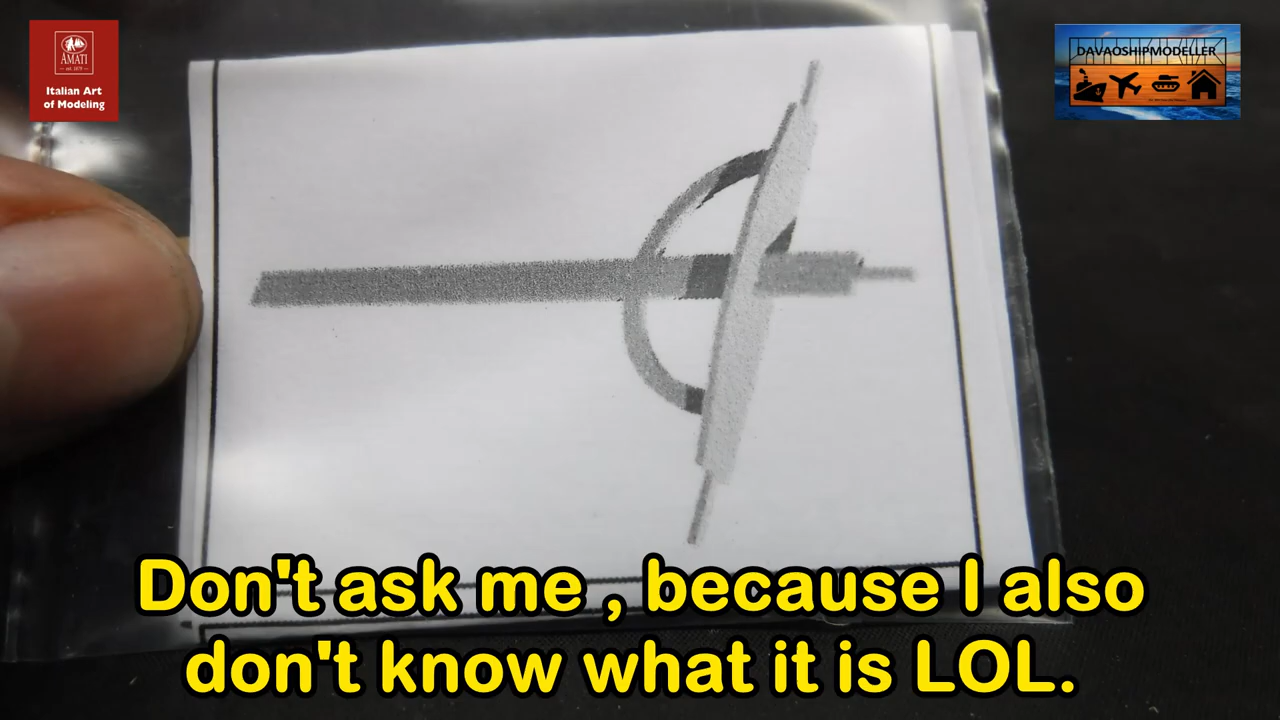 AMATI
est. 1879
Italian Art
of Modeling
DAVAOSHIPMODELLER
Don't ask me , because I also
don't know what it is LOL.